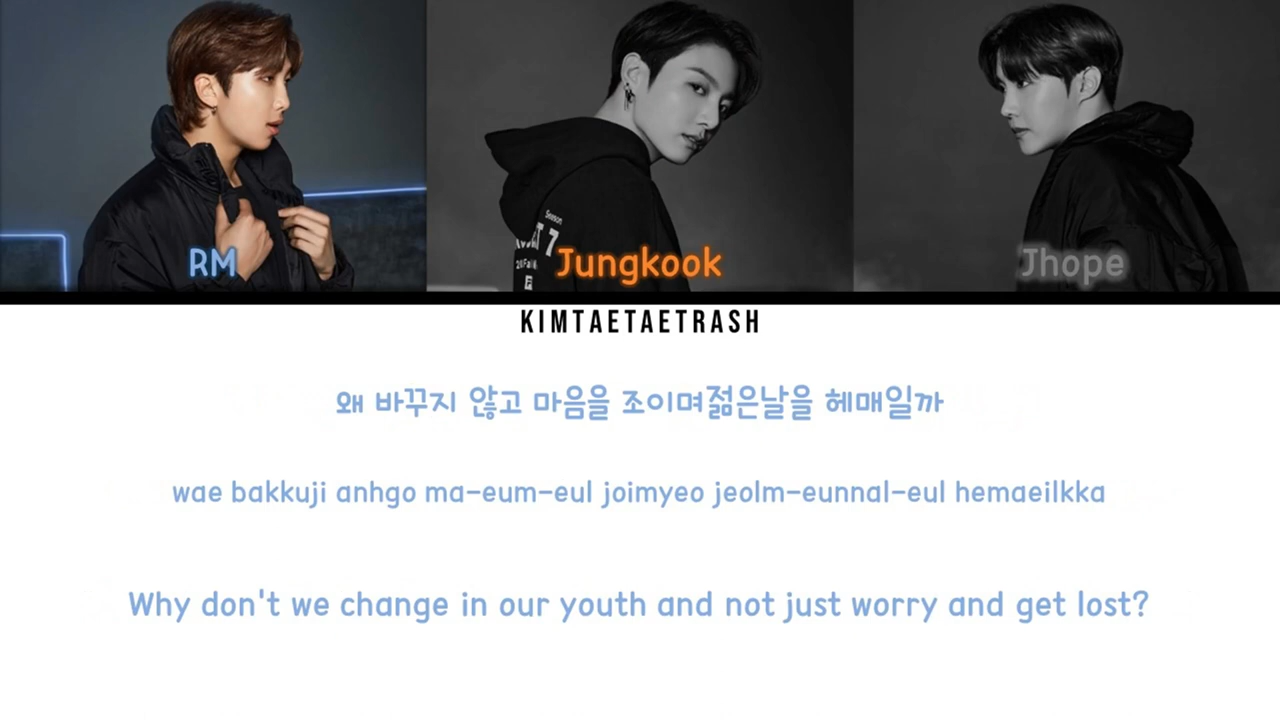 Season
7
F
RM
Jungkook
Jhope
KIMTAETAETRASH
왜 바꾸지 않고 마음을 조이며젊은날을 헤매일까
wae bakkuji anhgo ma-eum-eul joimyeo jeolm-eunnal-eul hemaeilkka
Why don't we change in our youth and not just worry and get lost?